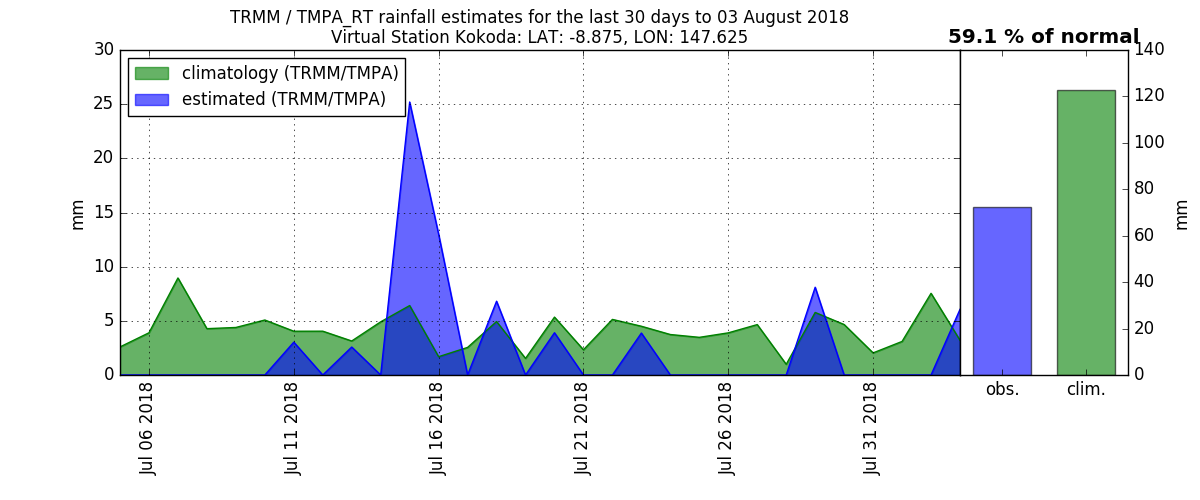 TRMM / TMPA_RT rainfall estimates for the last 30 days to 03 August 2018
Virtual Station Kokoda: LAT: -8.875, LON: 147.625
59.1 % of normal
climatology (TRMM/TMPA)
estimated (TRMM/TMPA)
mm
30
25
20
15
10
5
0
Jul 06 2018
Jul 11 2018
Jul 16 2018
Jul 21 2018
Jul 26 2018
Jul 31 2018
140
120
100
80
60
40
20
0
mm
obs.
clim.